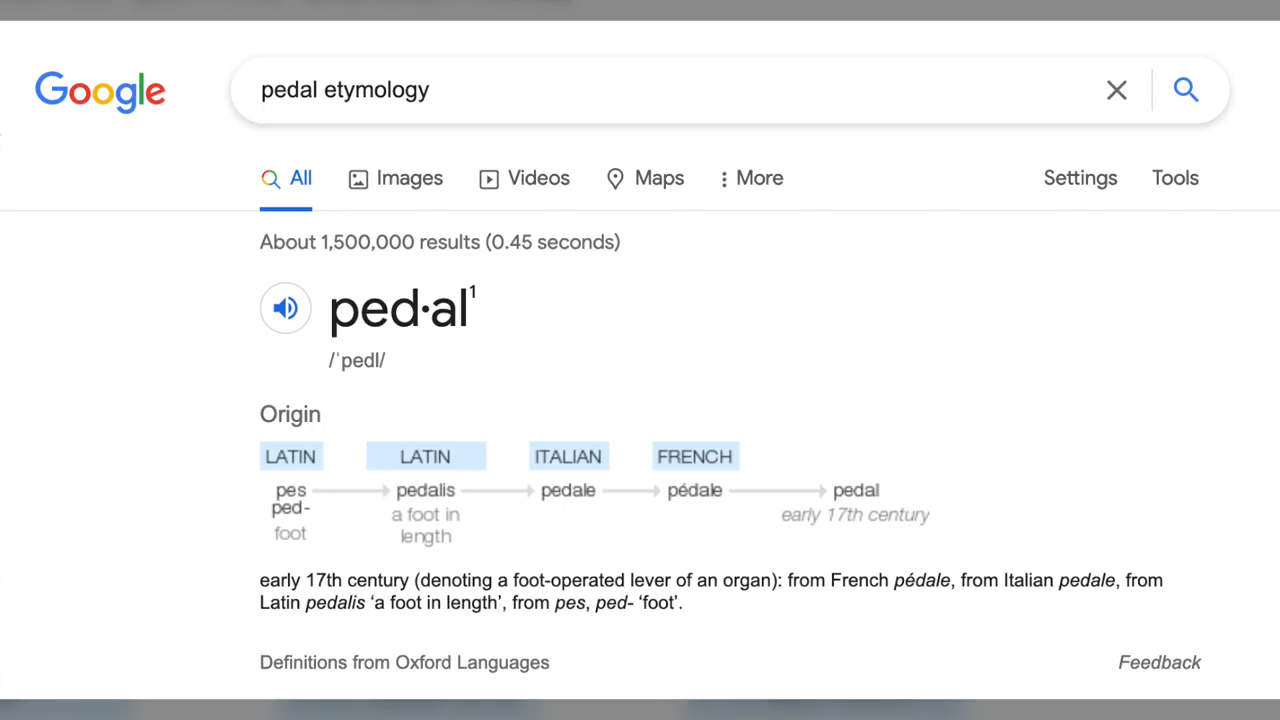 Google
pedal etymology
All Images Videos Maps More Settings Tools
About 1,500,000 results (0.45 seconds)
ped·al1
/ˈpedl/
Origin
LATIN LATIN ITALIAN FRENCH
pes pedalis pedale pédale pedal
ped- a foot in early 17th century
foot length
early 17th century (denoting a foot-operated lever of an organ): from French pédale, from Italian pedale, from
Latin pedalis ‘a foot in length’, from pes, ped- ‘foot’.
Definitions from Oxford Languages Feedback